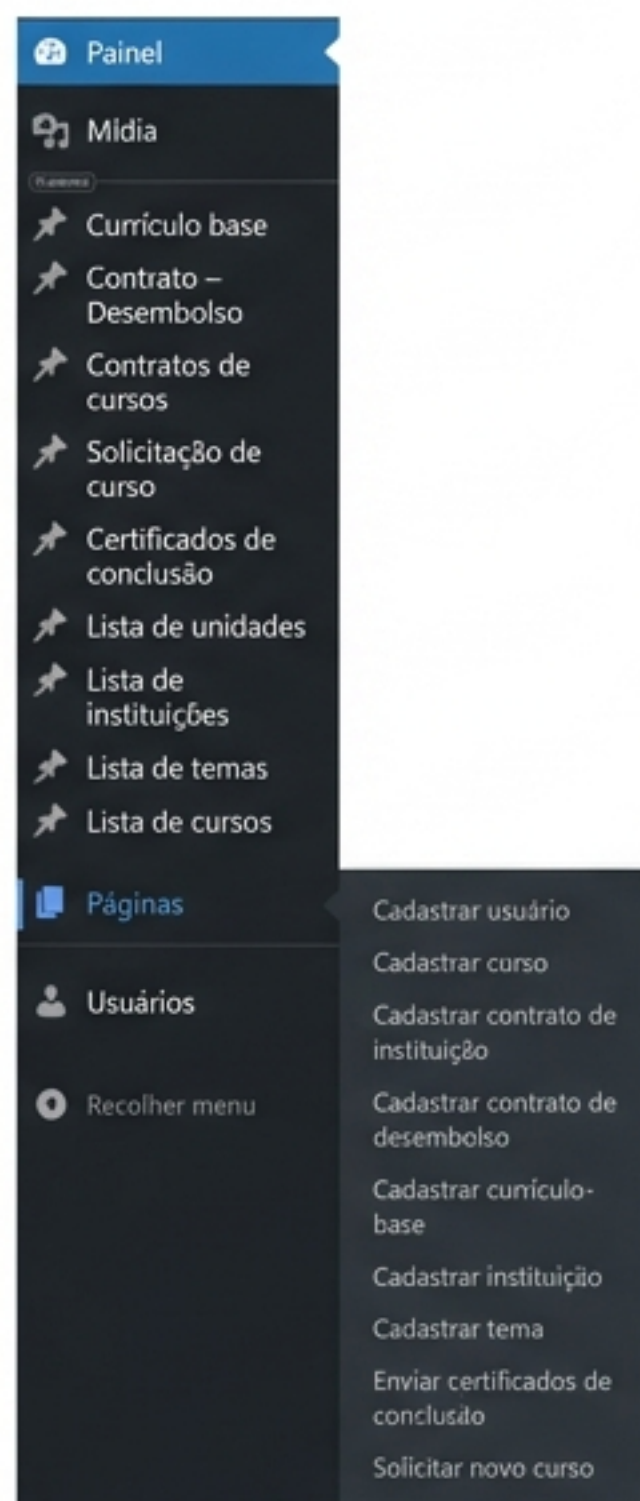 Painel
Mídia
Currículo base
Contrato –
Desembolso
Contratos de
cursos
Solicitação de
curso
Certificados de
conclusão
Lista de unidades
Lista de
instituições
Lista de temas
Lista de cursos
Páginas
Usuários
Recolher menu
Cadastrar usuário
Cadastrar curso
Cadastrar contrato de
instituição
Cadastrar contrato de
desembolso
Cadastrar currículo-
base
Cadastrar instituição
Cadastrar tema
Enviar certificados de
conclusão
Solicitar novo curso